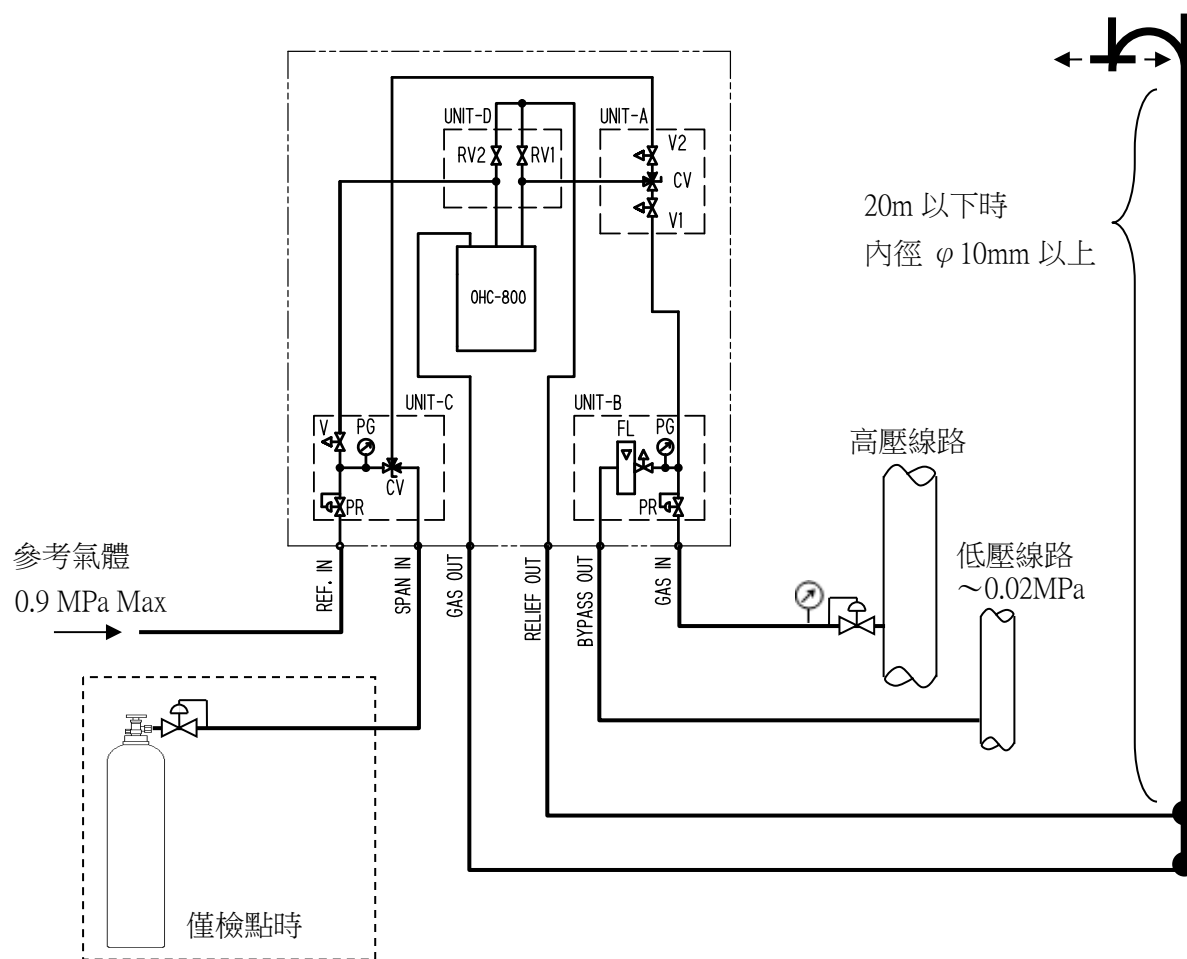 UNIT-D
UNIT-A
RV2
RV1
V2
CV
V1
OHC-800
20m 以下時
內徑 φ10mm 以上
UNIT-C
V
PG
CV
PR
UNIT-B
FL
PG
PR
高壓線路
低壓線路
~0.02MPa
參考氣體
0.9 MPa Max
REF. IN
SPAN IN
GAS OUT
RELIEF OUT
BYPASS OUT
GAS IN
僅檢點時